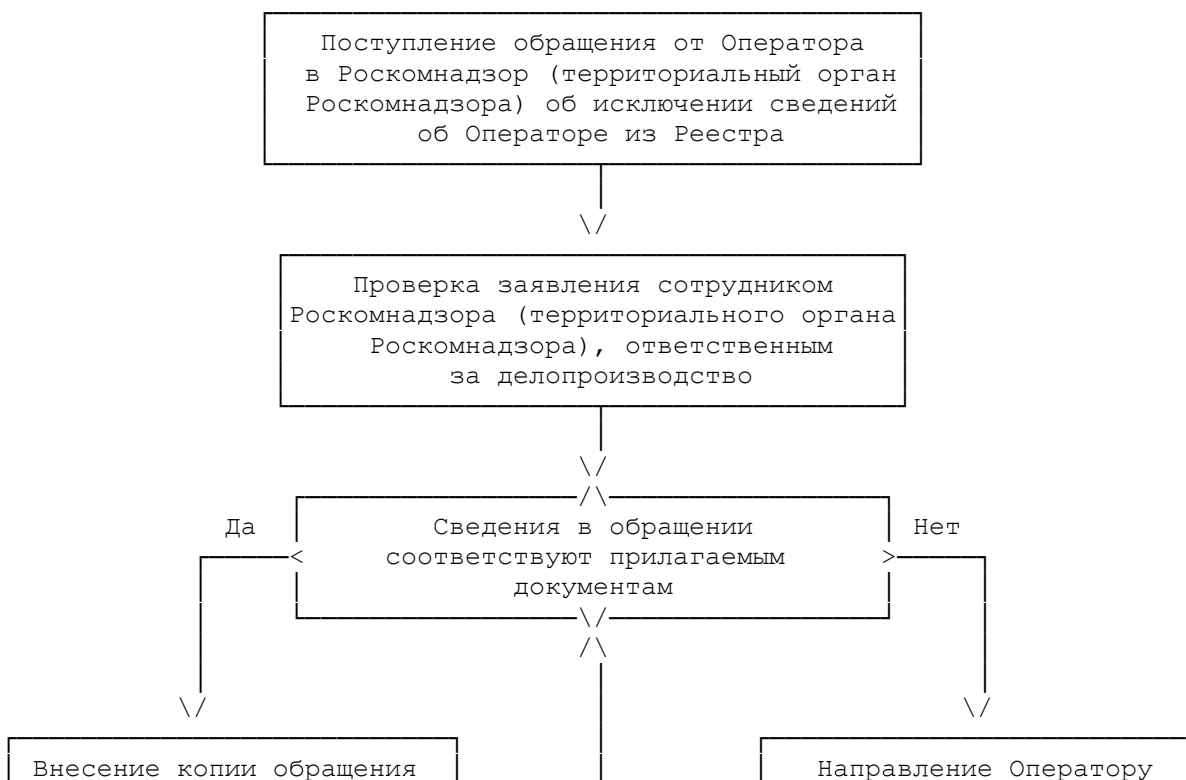 Поступление обращения от Оператора
в Роскомнадзор (территориальный орган
Роскомнадзора) об исключении сведений
об Операторе из Реестра
Проверка заявления сотрудником
Роскомнадзора (территориального органа
Роскомнадзора), ответственным
за делопроизводство
Да
Сведения в обращении
соответствуют прилагаемым
документам
Нет
Внесение копии обращения
Направление Оператору